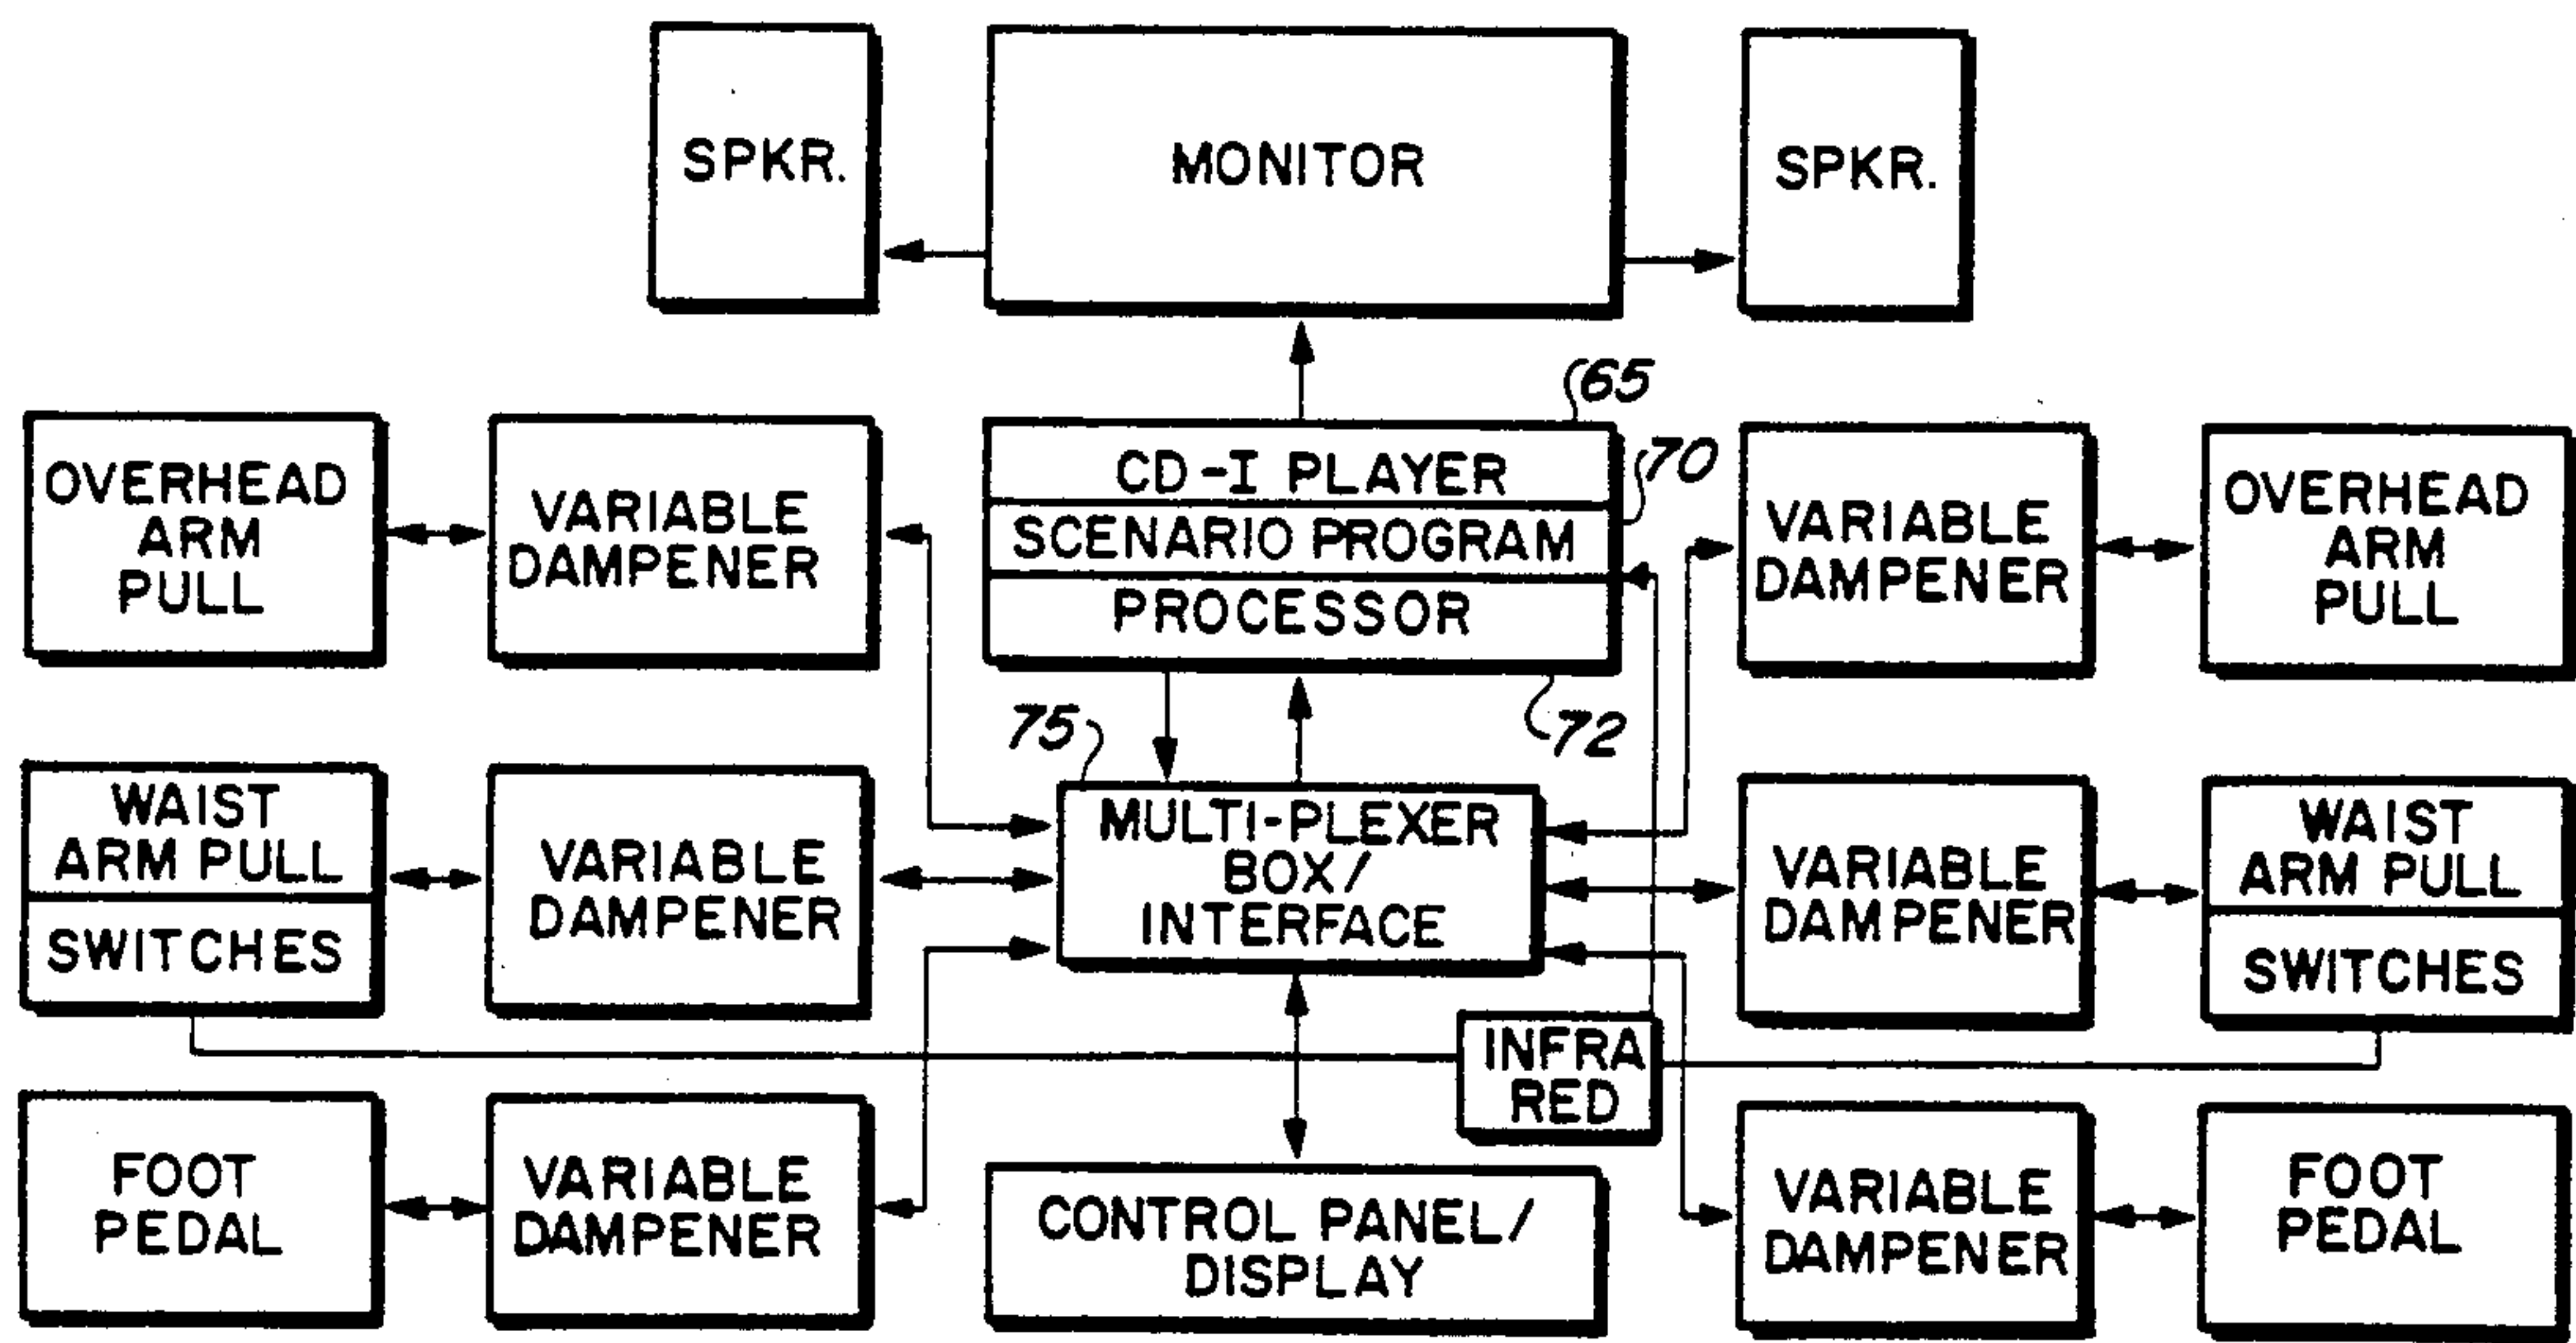 SPKR.
MONITOR
SPKR.
65
70
OVERHEAD
ARM
PULL
VARIABLE
DAMPENER
CD-I PLAYER
SCENARIO PROGRAM
PROCESSOR
VARIABLE
DAMPENER
OVERHEAD
ARM
PULL
75
72
WAIST
ARM PULL
SWITCHES
VARIABLE
DAMPENER
MULTI-PLEXER
BOX/
INTERFACE
VARIABLE
DAMPENER
WAIST
ARM PULL
SWITCHES
INFRA
RED
FOOT
PEDAL
VARIABLE
DAMPENER
CONTROL PANEL/
DISPLAY
VARIABLE
DAMPENER
FOOT
PEDAL